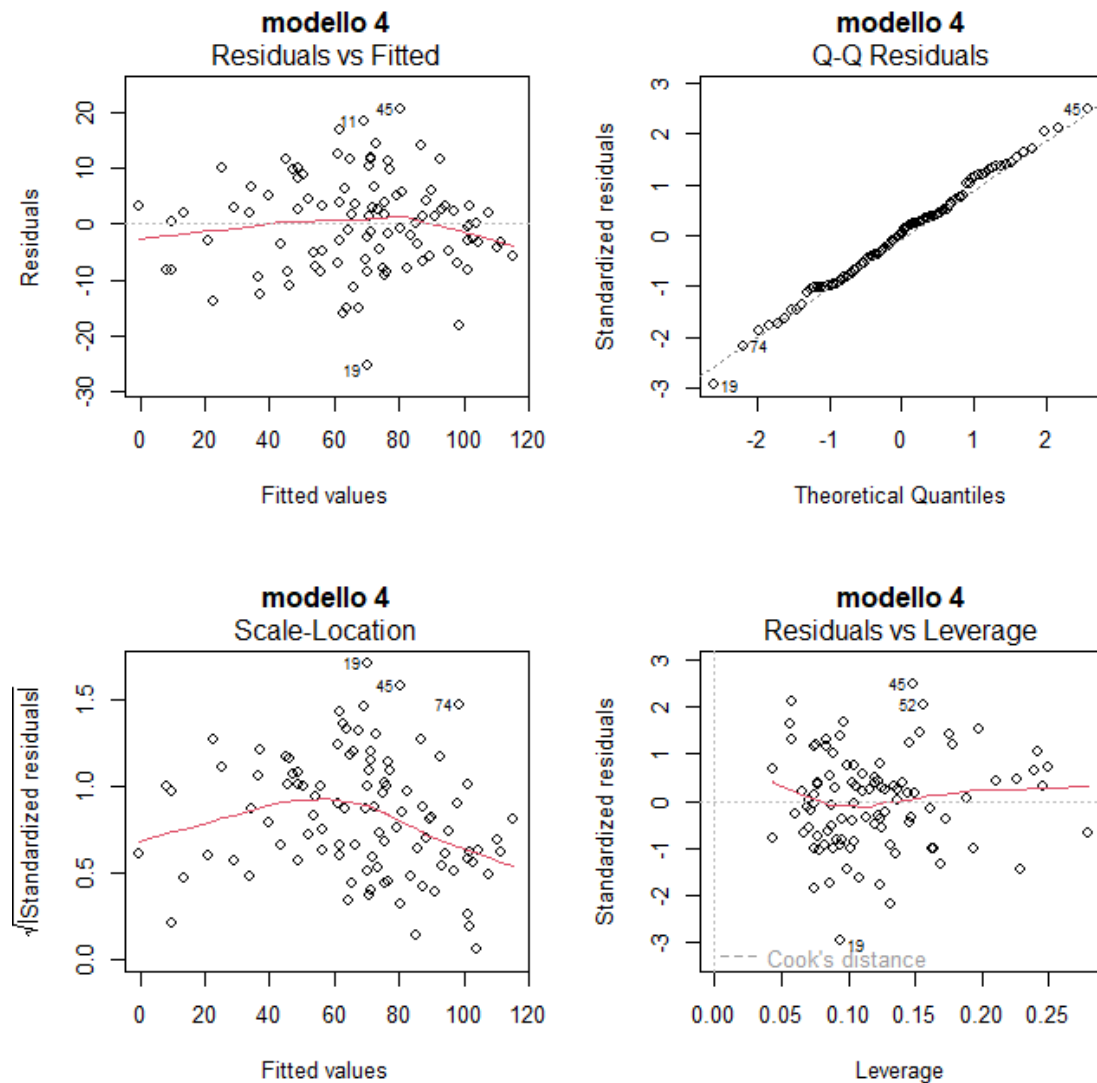 modello 4
Residuals vs Fitted
Residuals
20
10
0
-10
-20
-30
45
11
19
0 20 40 60 80 100 120
Fitted values
modello 4
Q-Q Residuals
Standardized residuals
3
2
1
0
-1
-2
-3
45
74
19
-2 -1 0 1 2
Theoretical Quantiles
modello 4
Scale-Location
√|Standardized residuals|
1.5
1.0
0.5
0.0
19
45
74
0 20 40 60 80 100 120
Fitted values
modello 4
Residuals vs Leverage
Standardized residuals
3
2
1
0
-1
-2
-3
45
52
19
Cook's distance
0.00 0.05 0.10 0.15 0.20 0.25
Leverage